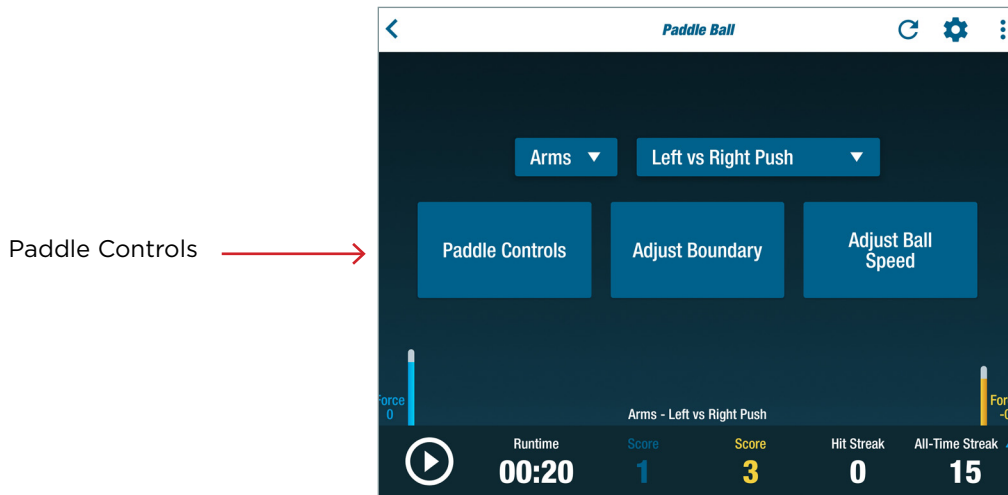 Paddle Ball
Arms
Left vs Right Push
Paddle Controls
Paddle Controls
Adjust Boundary
Adjust Ball
Speed
Force
0
Arms - Left vs Right Push
Runtime
Score
Score
Hit Streak
All-Time Streak
00:20
1
3
0
15